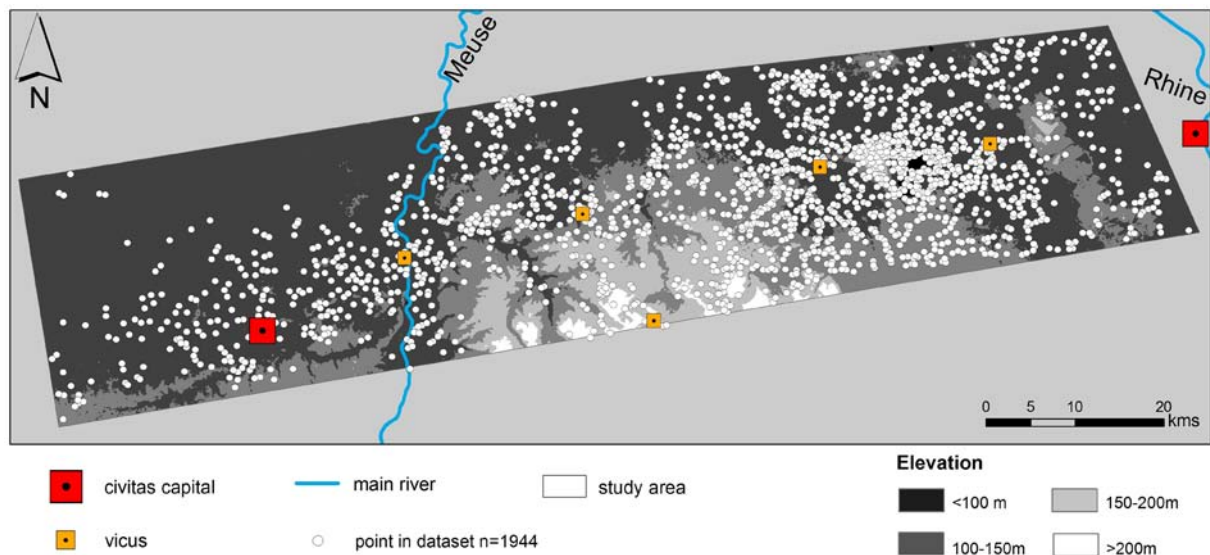 N
Meuse
Rhine
0 5 10 20
kms
civitas capital
main river
study area
vicus
point in dataset n=1944
Elevation
<100 m
150-200m
100-150m
>200m